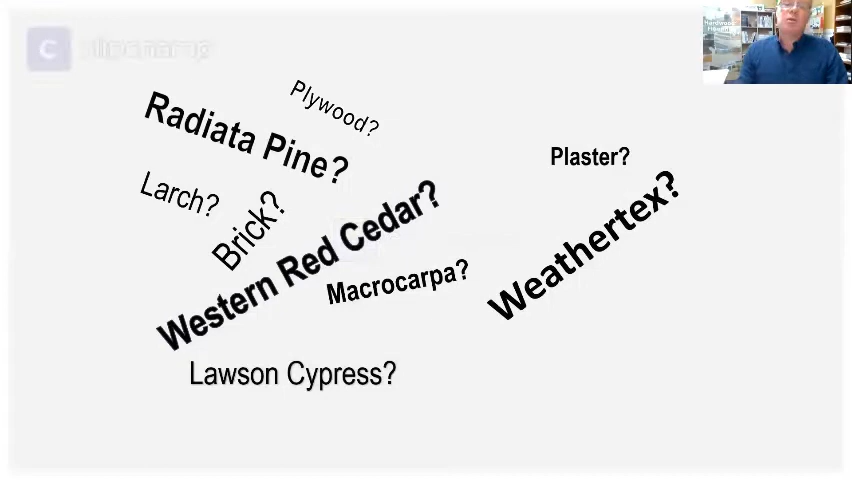 Plywood?
Radiata Pine?
Plaster?
Larch?
Brick?
Western Red Cedar?
Weathertex?
Macrocarpa?
Lawson Cypress?